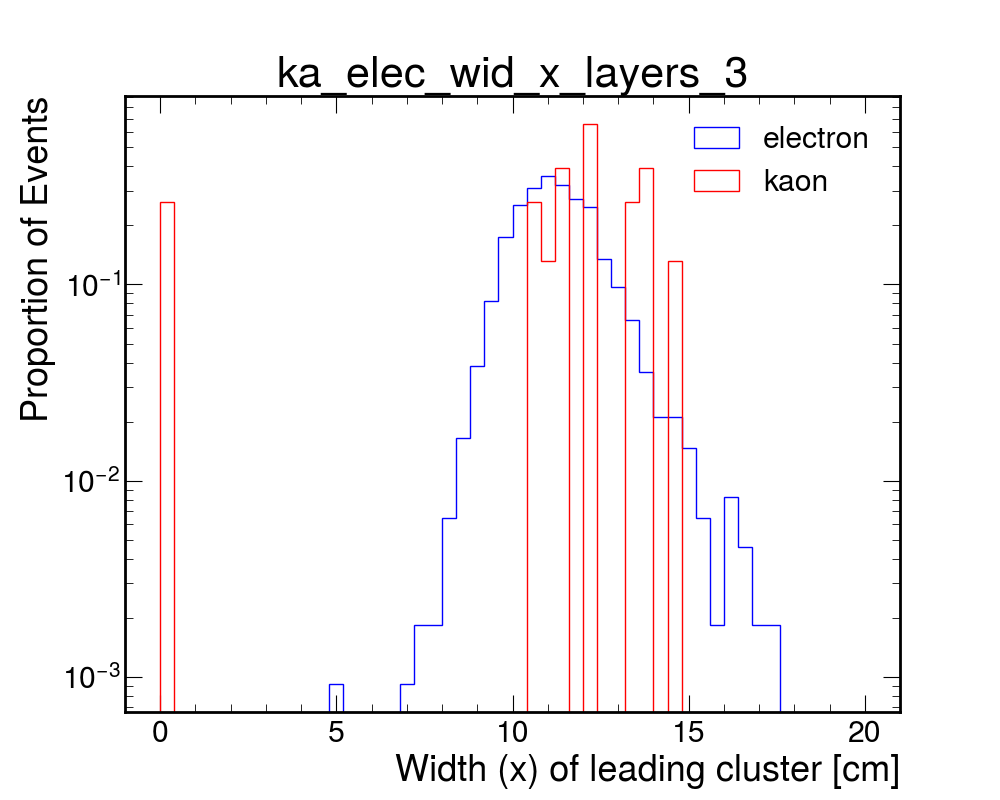 ka_elec_wid_x_layers_3
electron
kaon
Proportion of Events
10⁻¹
10⁻²
10⁻³
0 5 10 15 20
Width (x) of leading cluster [cm]